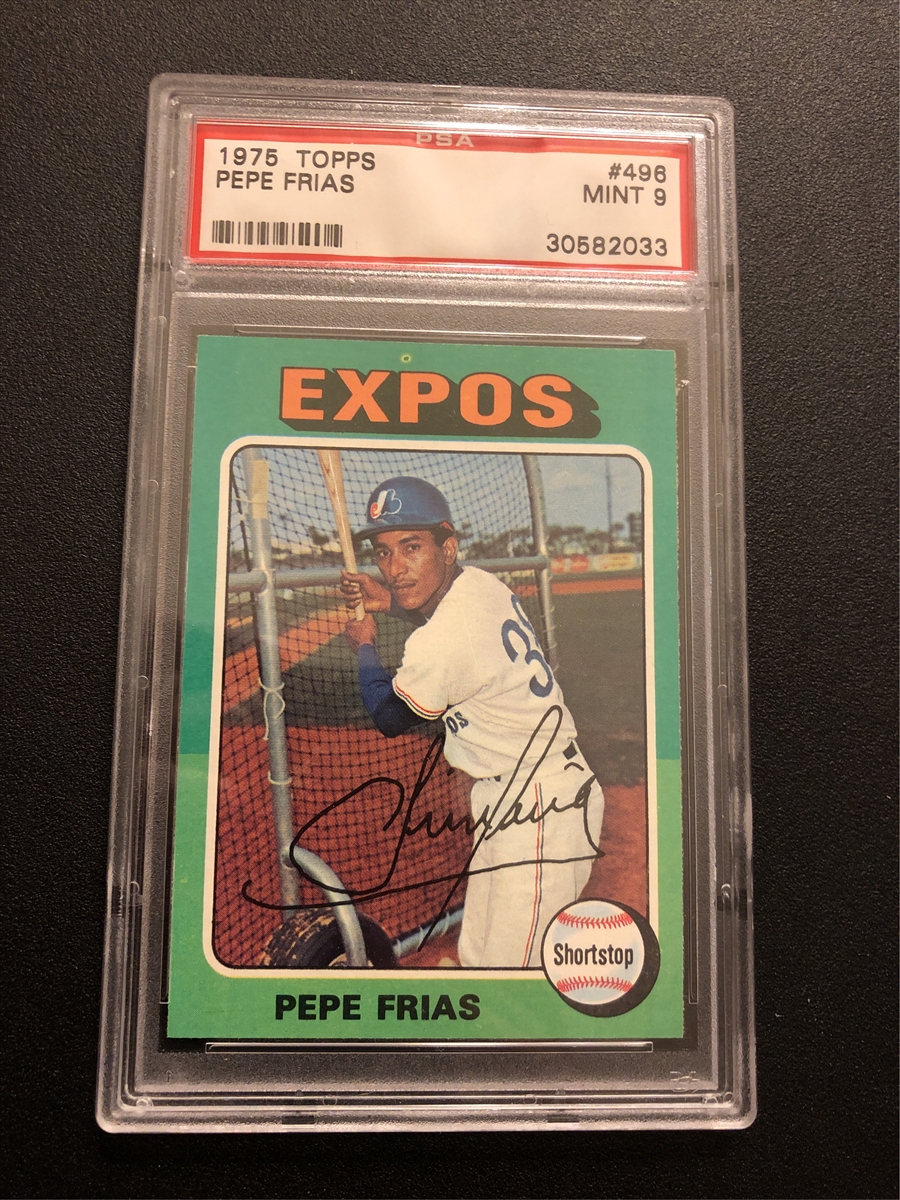 PSA
1975 TOPPS
#496
PEPE FRIAS
MINT 9
30582033
EXPOS
PEPE FRIAS
Shortstop